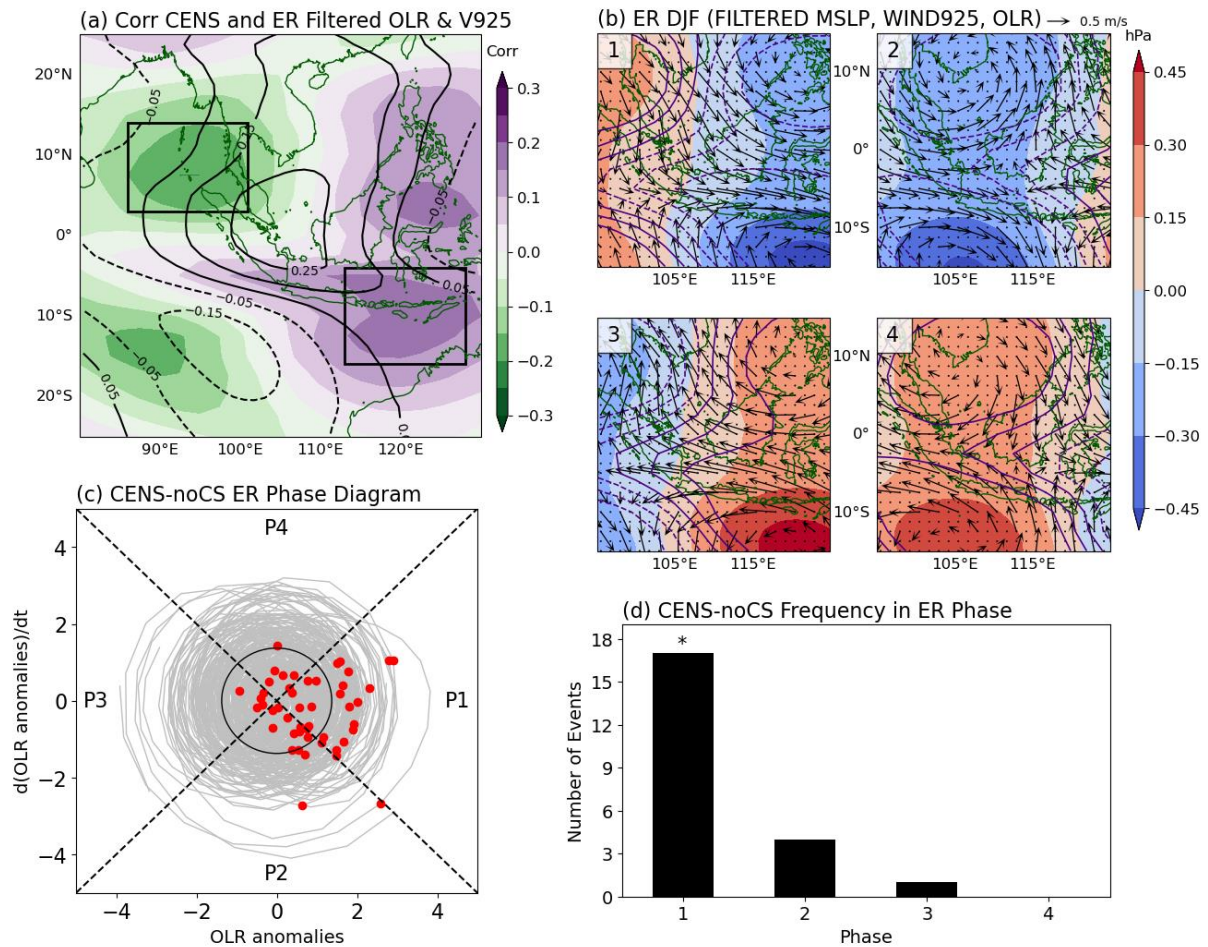 (a) Corr CENS and ER Filtered OLR & V925
Corr
20°N
10°N
0°
10°S
20°S
90°E 100°E 110°E 120°E
−0.05
0.25
−0.05
−0.05
−0.15
−0.05
0.05
0.05
0.3
0.2
0.1
0.0
−0.1
−0.2
−0.3
(b) ER DJF (FILTERED MSLP, WIND925, OLR) 0.5 m/s
hPa
1
2
10°N
0°
10°S
105°E 115°E
105°E 115°E
3
4
10°N
0°
10°S
105°E 115°E
105°E 115°E
0.45
0.30
0.15
0.00
−0.15
−0.30
−0.45
(c) CENS-noCS ER Phase Diagram
P4
P3
P1
P2
4
2
0
−2
−4
−4 −2 0 2 4
d(OLR anomalies)/dt
OLR anomalies
(d) CENS-noCS Frequency in ER Phase
*
18
15
12
9
6
3
0
1 2 3 4
Number of Events
Phase